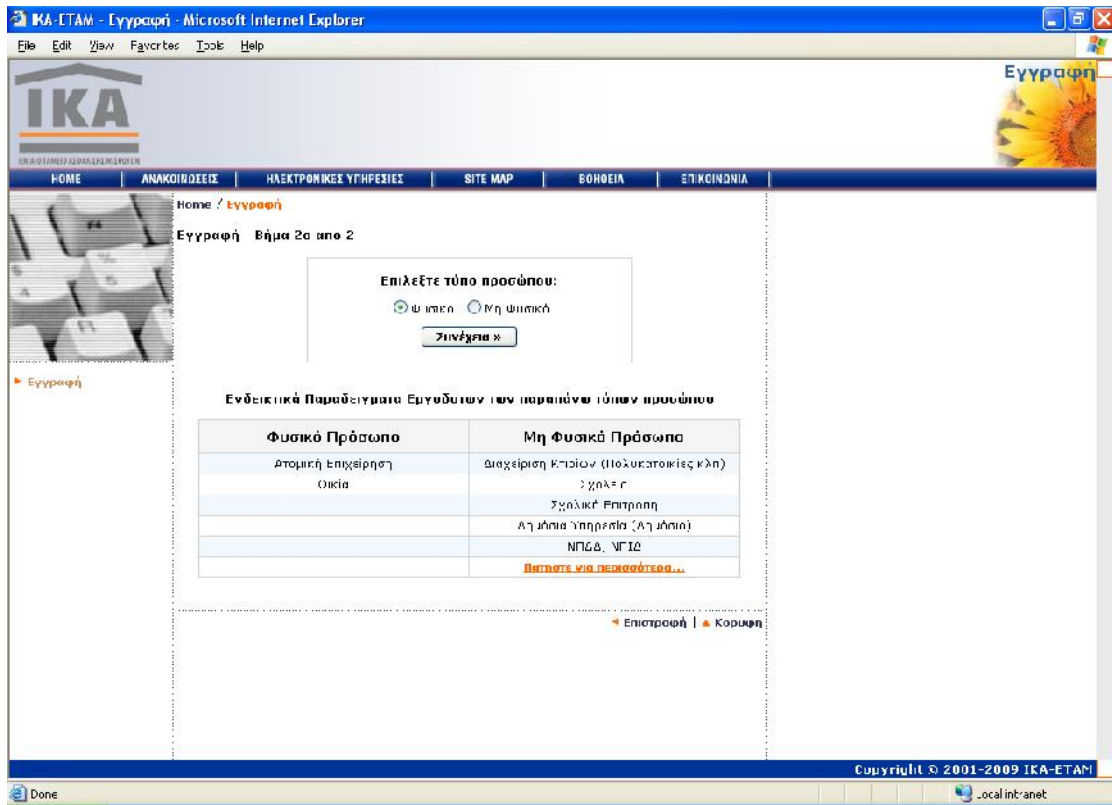 IKA-ETAM - Εγγραφή - Microsoft Internet Explorer
File Edit View Favorites Tools Help
Εγγραφή
IKA
HOME | ΑΝΑΚΟΙΝΩΣΕΙΣ | ΗΛΕΚΤΡΟΝΙΚΕΣ ΥΠΗΡΕΣΙΕΣ | SITE MAP | ΒΟΗΘΕΙΑ | ΕΠΙΚΟΙΝΩΝΙΑ |
Home / Εγγραφή
Εγγραφή Βήμα 2ο απο 2
Επιλέξτε τύπο προσώπου:
Φυσικό Μη Φυσικό
Συνέχεια »
Εγγραφή
Ενδεικτικά Παραδείγματα Εργοδοτών των παραπάνω τύπων προσώπου
Φυσικό Πρόσωπο Μη Φυσικό Πρόσωπο
Ατομική Επιχείρηση Διαχείριση Κτιρίων (Πολυκατοικίες κλπ)
Οικία Σχολείο
Σχολική Επιτροπή
Δημόσια Υπηρεσία (Δημόσιο)
ΝΠΔΔ, ΝΠΙΔ
Πατήστε για περισσότερα...
Επιστροφή | Κορυφή
Copyright © 2001-2009 IKA-ETAM
Done Local intranet